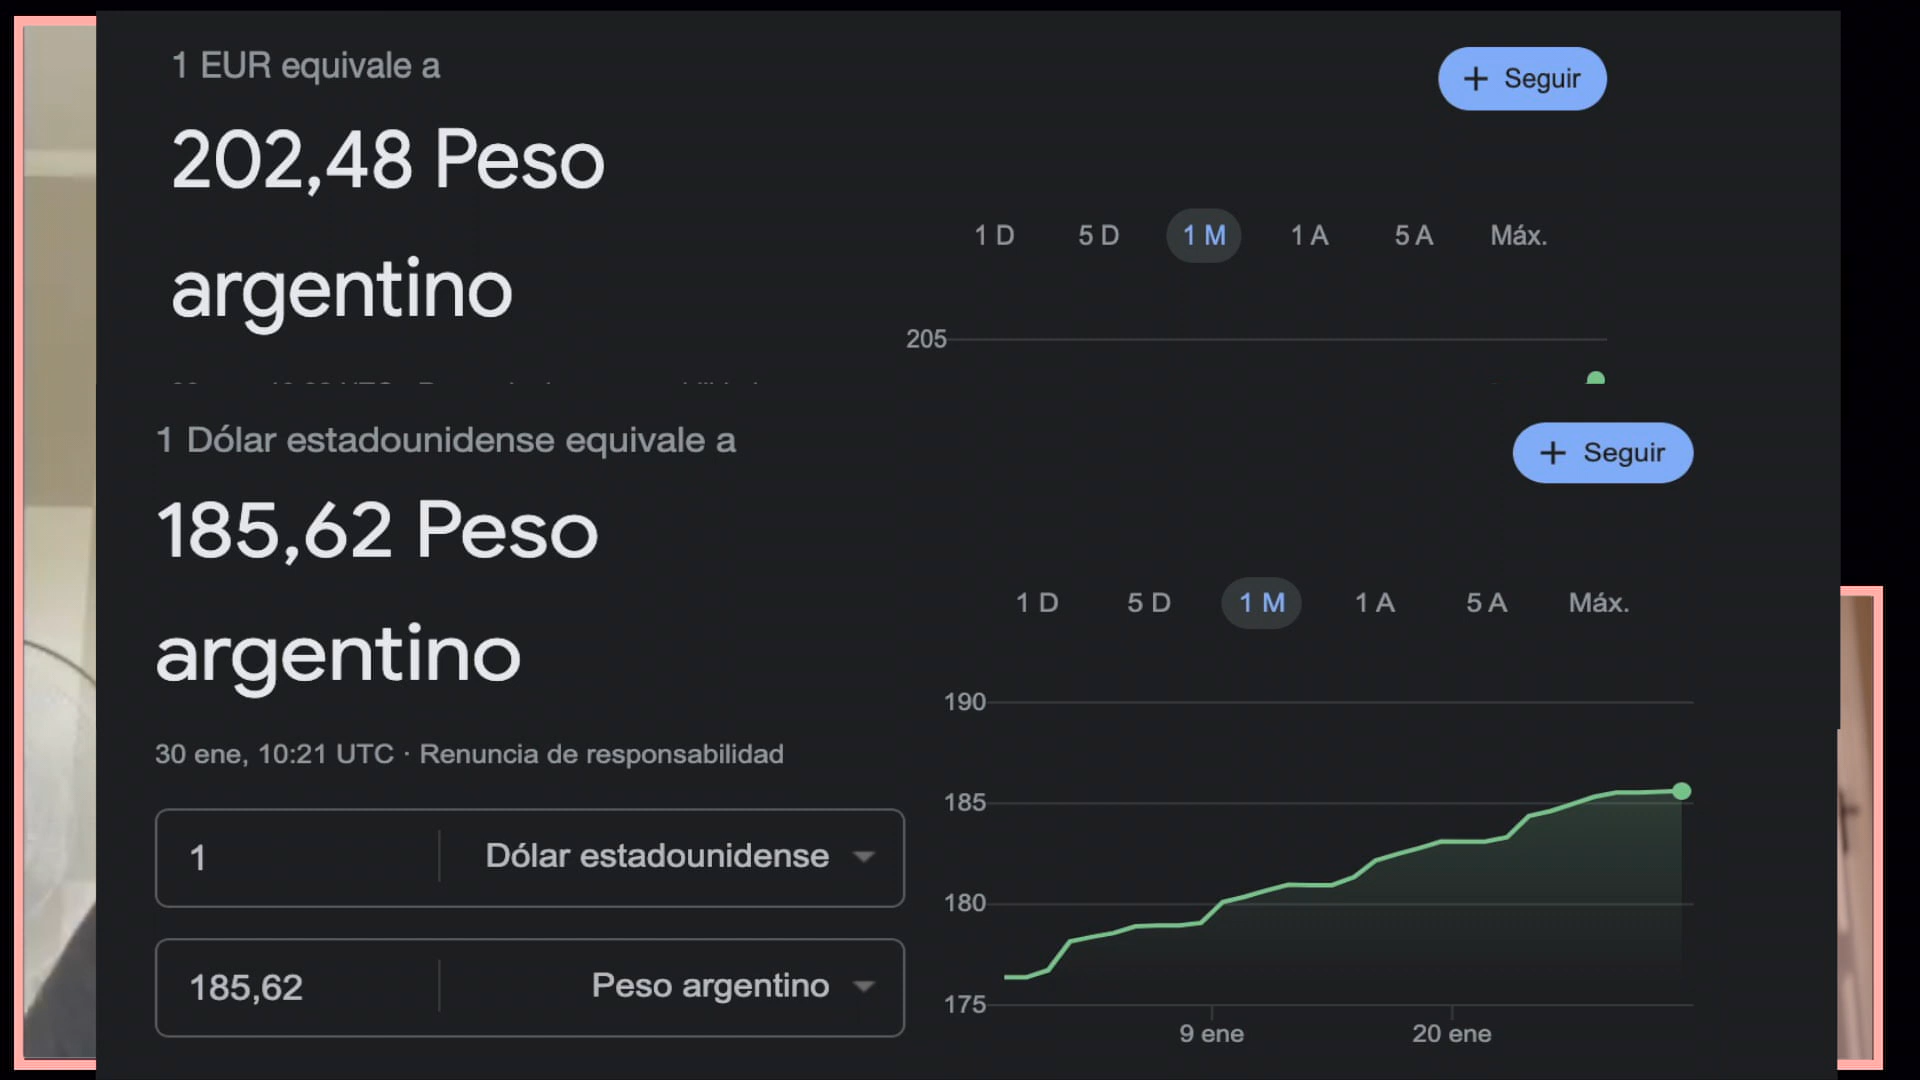 1 EUR equivale a
+ Seguir
202,48 Peso
argentino
1 D 5 D 1 M 1 A 5 A Máx.
205
1 Dólar estadounidense equivale a
+ Seguir
185,62 Peso
argentino
1 D 5 D 1 M 1 A 5 A Máx.
30 ene, 10:21 UTC · Renuncia de responsabilidad
1 Dólar estadounidense
185,62 Peso argentino
190
185
180
175
9 ene 20 ene